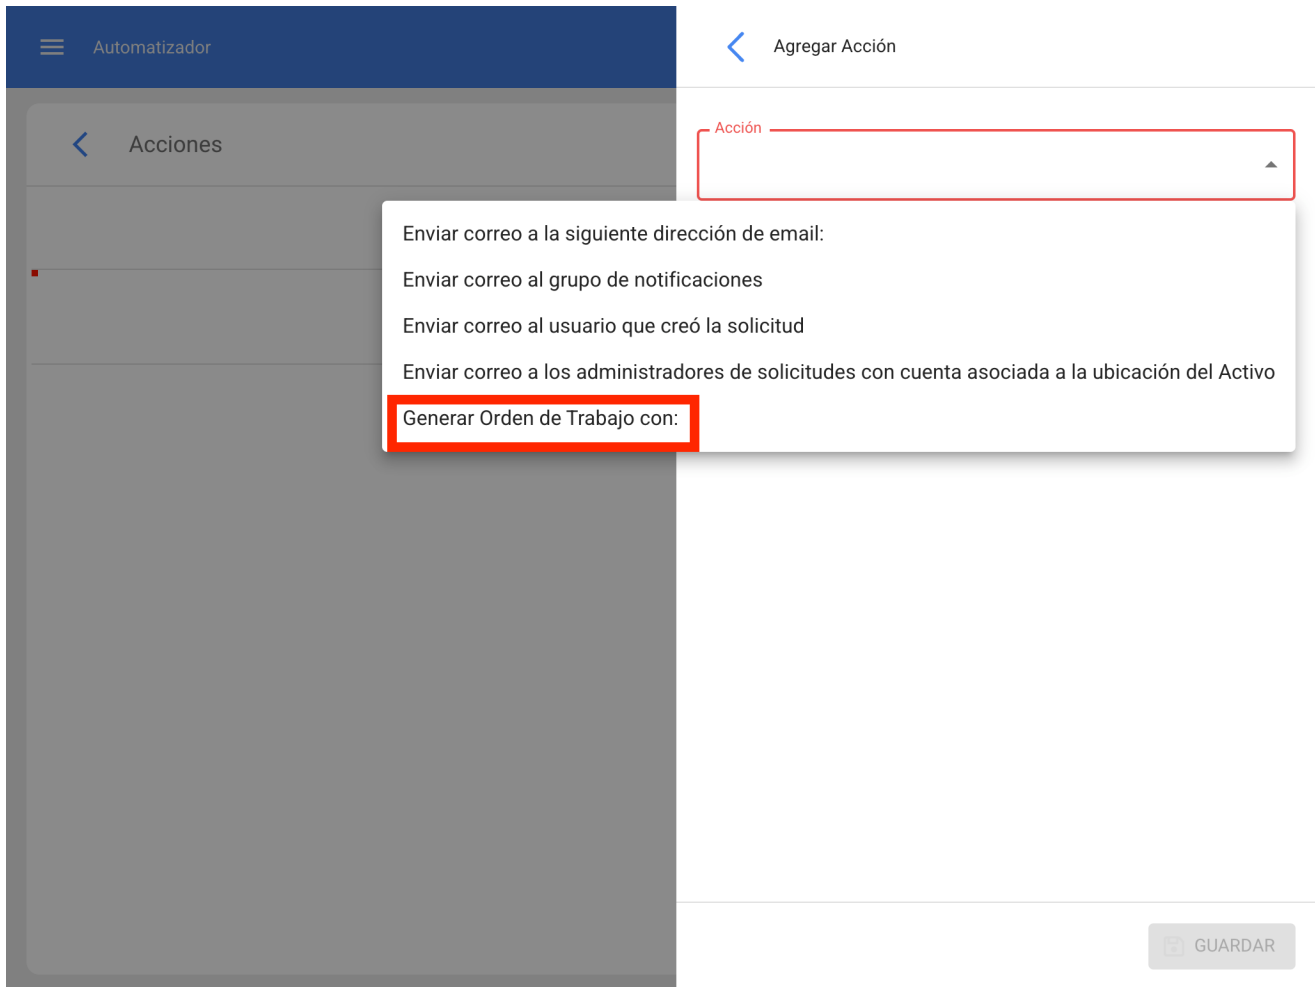 Automatizador
Agregar Acción
Acciones
Acción
Enviar correo a la siguiente dirección de email:
Enviar correo al grupo de notificaciones
Enviar correo al usuario que creó la solicitud
Enviar correo a los administradores de solicitudes con cuenta asociada a la ubicación del Activo
Generar Orden de Trabajo con:
GUARDAR